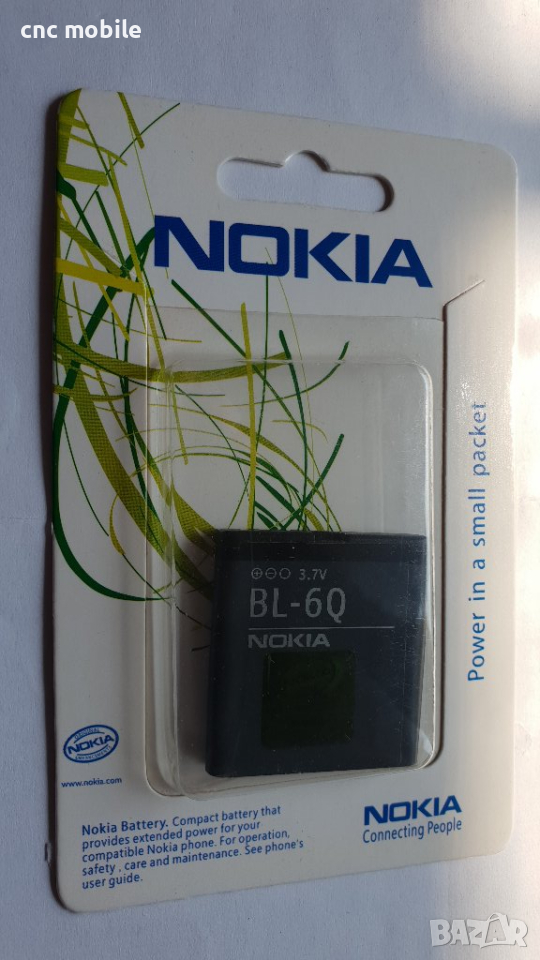 cnc mobile
NOKIA
Power in a small packet
⊕⊖○ 3.7V
BL-6Q
NOKIA
NOKIA
www.nokia.com
Nokia Battery. Compact battery that
provides extended power for your
compatible Nokia phone. For operation,
safety , care and maintenance. See phone's
user guide.
NOKIA
Connecting People
BAZAR